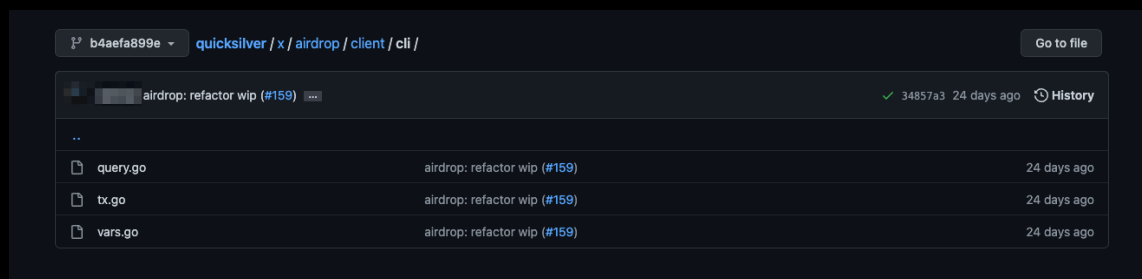 b4aefa899e quicksilver / x / airdrop / client / cli / Go to file
airdrop: refactor wip (#159) ... 34857a3 24 days ago History
..
query.go airdrop: refactor wip (#159) 24 days ago
tx.go airdrop: refactor wip (#159) 24 days ago
vars.go airdrop: refactor wip (#159) 24 days ago